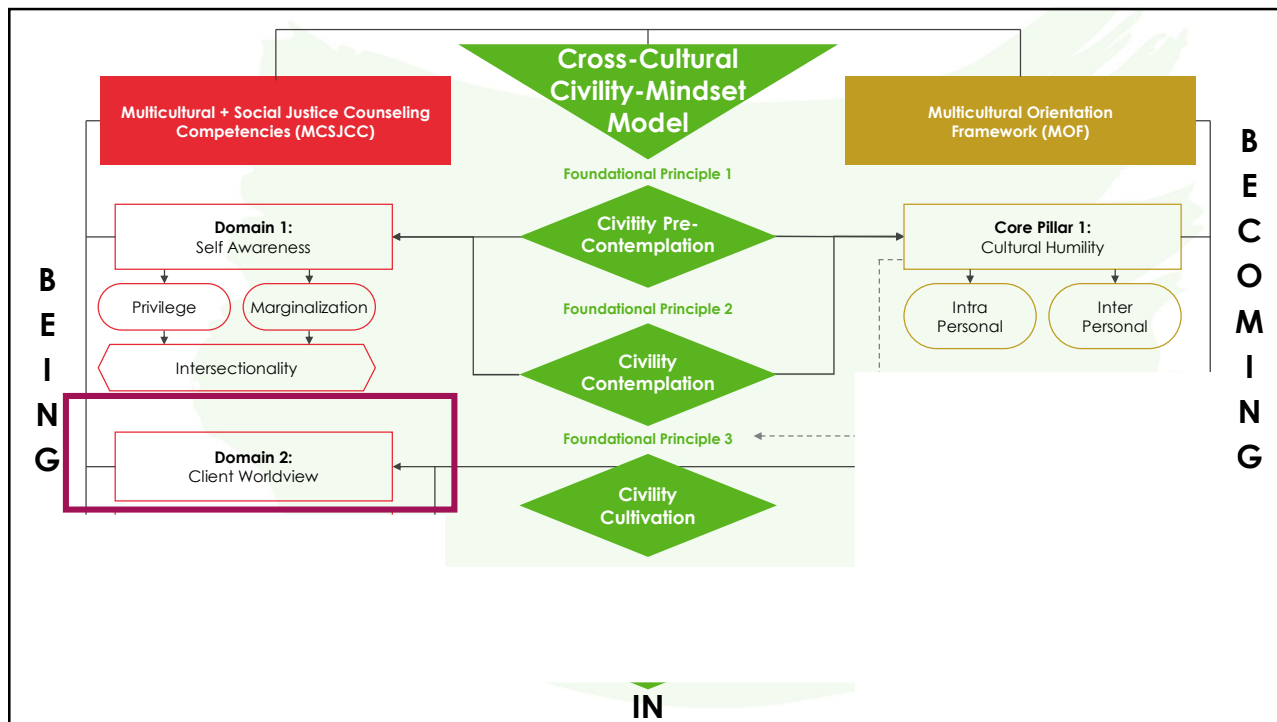 Cross-Cultural
Civility-Mindset
Model
Multicultural + Social Justice Counseling
Competencies (MCSJCC)
Multicultural Orientation
Framework (MOF)
Foundational Principle 1
Civitity Pre-
Contemplation
Domain 1:
Self Awareness
Core Pillar 1:
Cultural Humility
Privilege
Marginalization
Intra
Personal
Inter
Personal
Foundational Principle 2
Civility
Contemplation
Intersectionality
Foundational Principle 3
Domain 2:
Client Worldview
Civility
Cultivation
B
E
I
N
G
B
E
C
O
M
I
N
G
IN